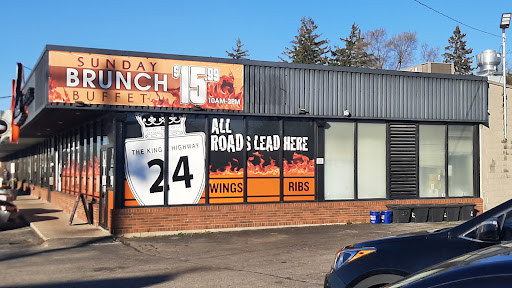 SUNDAY
BRUNCH
BUFFET
$15.99
10AM-2PM
THE KING'S HIGHWAY
24
ALL
ROADS LEAD HERE
WINGS
RIBS